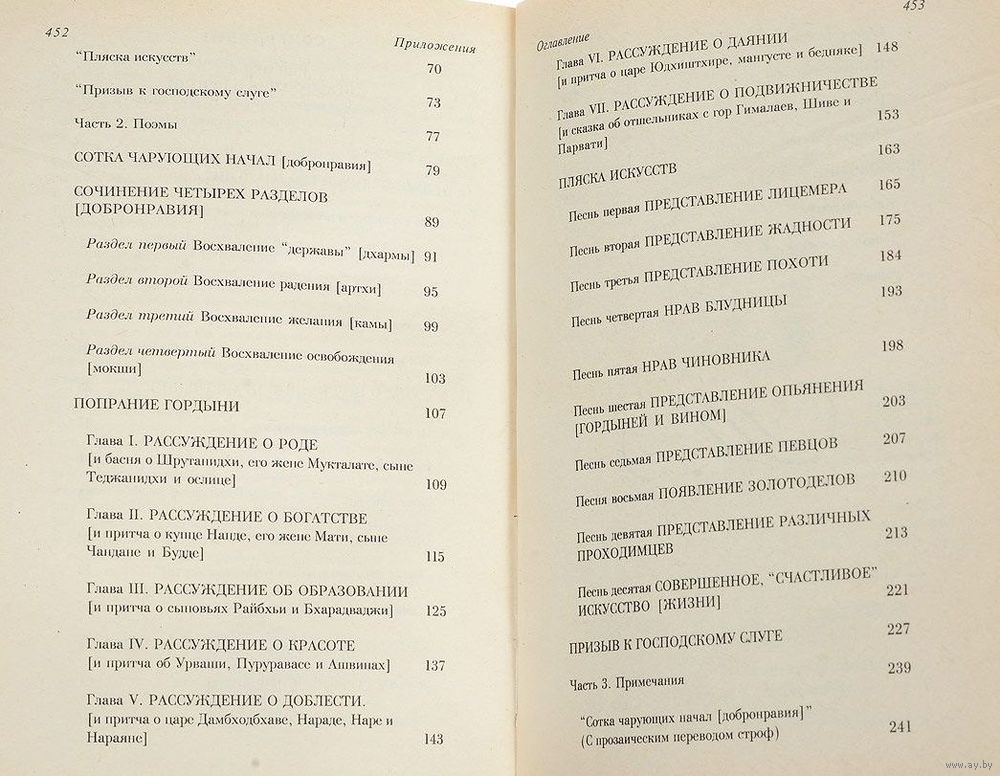 452
Приложения
"Пляска искусств"
70
"Призыв к господскому слуге"
73
Часть 2. Поэмы
77
СОТКА ЧАРУЮЩИХ НАЧАЛ [добронравия]
79
СОЧИНЕНИЕ ЧЕТЫРЕХ РАЗДЕЛОВ
[ДОБРОНРАВИЯ]
89
Раздел первый Восхваление "державы" [дхармы] 91
Раздел второй Восхваление радения [артхи] 95
Раздел третий Восхваление желания [камы] 99
Раздел четвертый Восхваление освобождения
[мокши]
103
ПОПРАНИЕ ГОРДЫНИ
107
Глава I. РАССУЖДЕНИЕ О РОДЕ
[и басня о Шрутанидхи, его жене Мукталате, сыне
Теджанидхи и ослице]
109
Глава II. РАССУЖДЕНИЕ О БОГАТСТВЕ
[и притча о купце Нанде, его жене Мати, сыне
Чандане и Будде]
115
Глава III. РАССУЖДЕНИЕ ОБ ОБРАЗОВАНИИ
[и притча о сыновьях Райбхьи и Бхарадваджи]
125
Глава IV. РАССУЖДЕНИЕ О КРАСОТЕ
[и притча об Урваши, Пуруравасе и Ашвинах]
137
Глава V. РАССУЖДЕНИЕ О ДОБЛЕСТИ.
[и притча о царе Дамбходбхаве, Нараде, Наре и
Нараяне]
143
453
Оглавление
Глава VI. РАССУЖДЕНИЕ О ДАЯНИИ
[и притча о царе Юдхиштхире, мангусте и бедняке] 148
Глава VII. РАССУЖДЕНИЕ О ПОДВИЖНИЧЕСТВЕ
[и сказка об отшельниках с гор Гималаев, Шиве и
Парвати]
153
ПЛЯСКА ИСКУССТВ
163
Песнь первая ПРЕДСТАВЛЕНИЕ ЛИЦЕМЕРА 165
Песнь вторая ПРЕДСТАВЛЕНИЕ ЖАДНОСТИ 175
Песнь третья ПРЕДСТАВЛЕНИЕ ПОХОТИ 184
Песнь четвертая НРАВ БЛУДНИЦЫ 193
Песнь пятая НРАВ ЧИНОВНИКА 198
Песнь шестая ПРЕДСТАВЛЕНИЕ ОПЬЯНЕНИЯ
[ГОРДЫНЕЙ И ВИНОМ]
203
Песнь седьмая ПРЕДСТАВЛЕНИЕ ПЕВЦОВ 207
Песня восьмая ПОЯВЛЕНИЕ ЗОЛОТОДЕЛОВ 210
Песнь девятая ПРЕДСТАВЛЕНИЕ РАЗЛИЧНЫХ
ПРОХОДИМЦЕВ
213
Песнь десятая СОВЕРШЕННОЕ, "СЧАСТЛИВОЕ"
ИСКУССТВО [ЖИЗНИ]
221
ПРИЗЫВ К ГОСПОДСКОМУ СЛУГЕ 227
Часть 3. Примечания 239
"Сотка чарующих начал [добронравия]"
(С прозаическим переводом строф)
241
www.ay.by